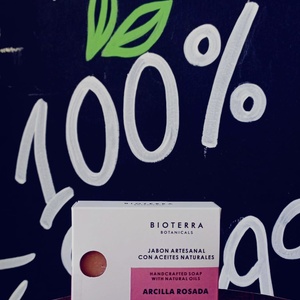 100%
BIOTERRA
BOTANICALS
JABON ARTESANAL
CON ACEITES NATURALES
HANDCRAFTED SOAP
WITH NATURAL OILS
ARCILLA ROSADA